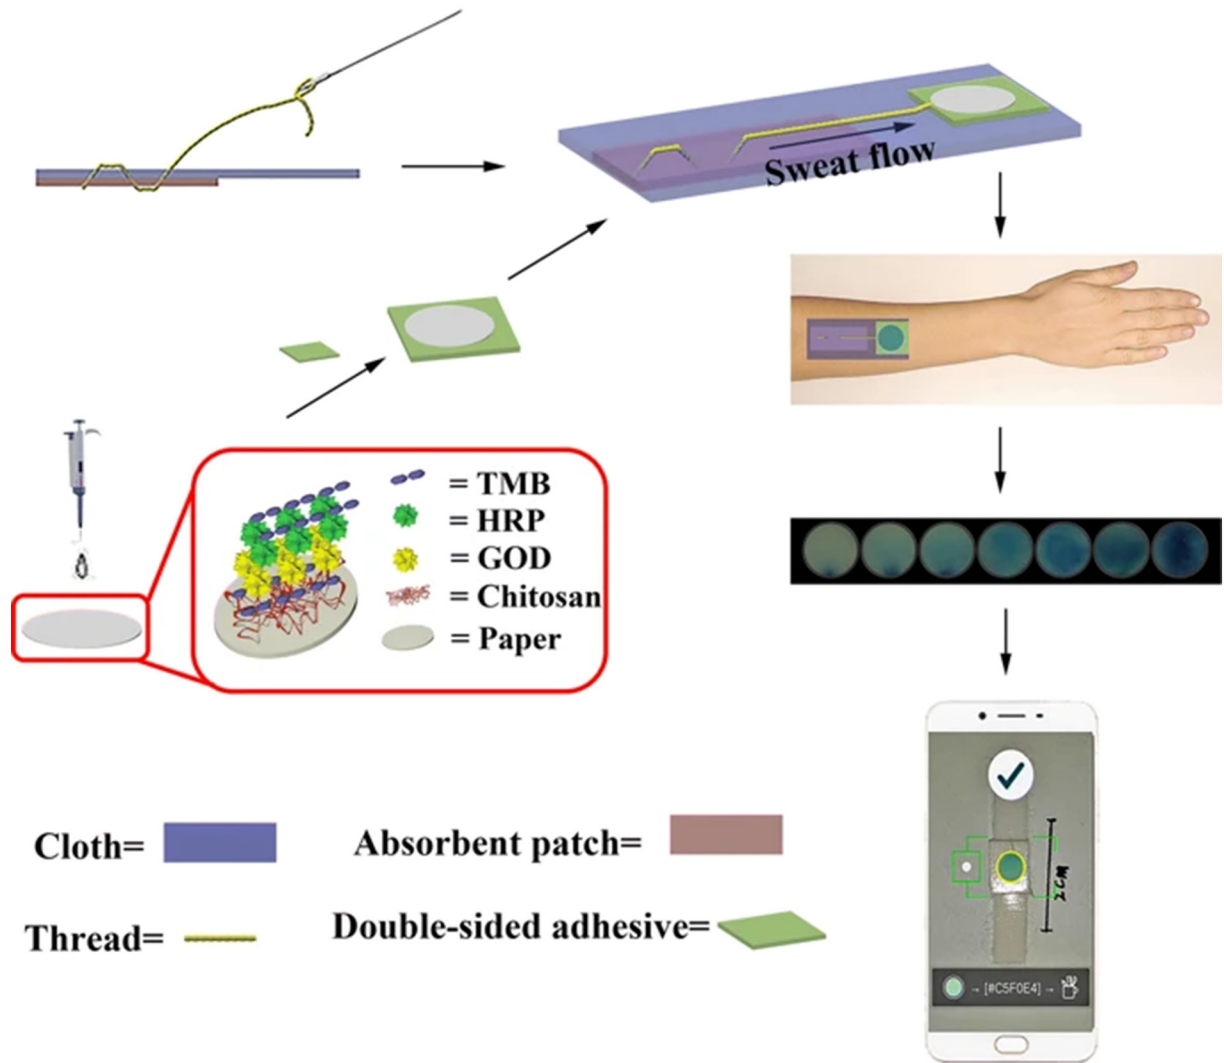 Sweat flow
= TMB
= HRP
= GOD
= Chitosan
= Paper
Cloth=
Absorbent patch=
Thread=
Double-sided adhesive=
2cm
→ [#C5F0E4] →